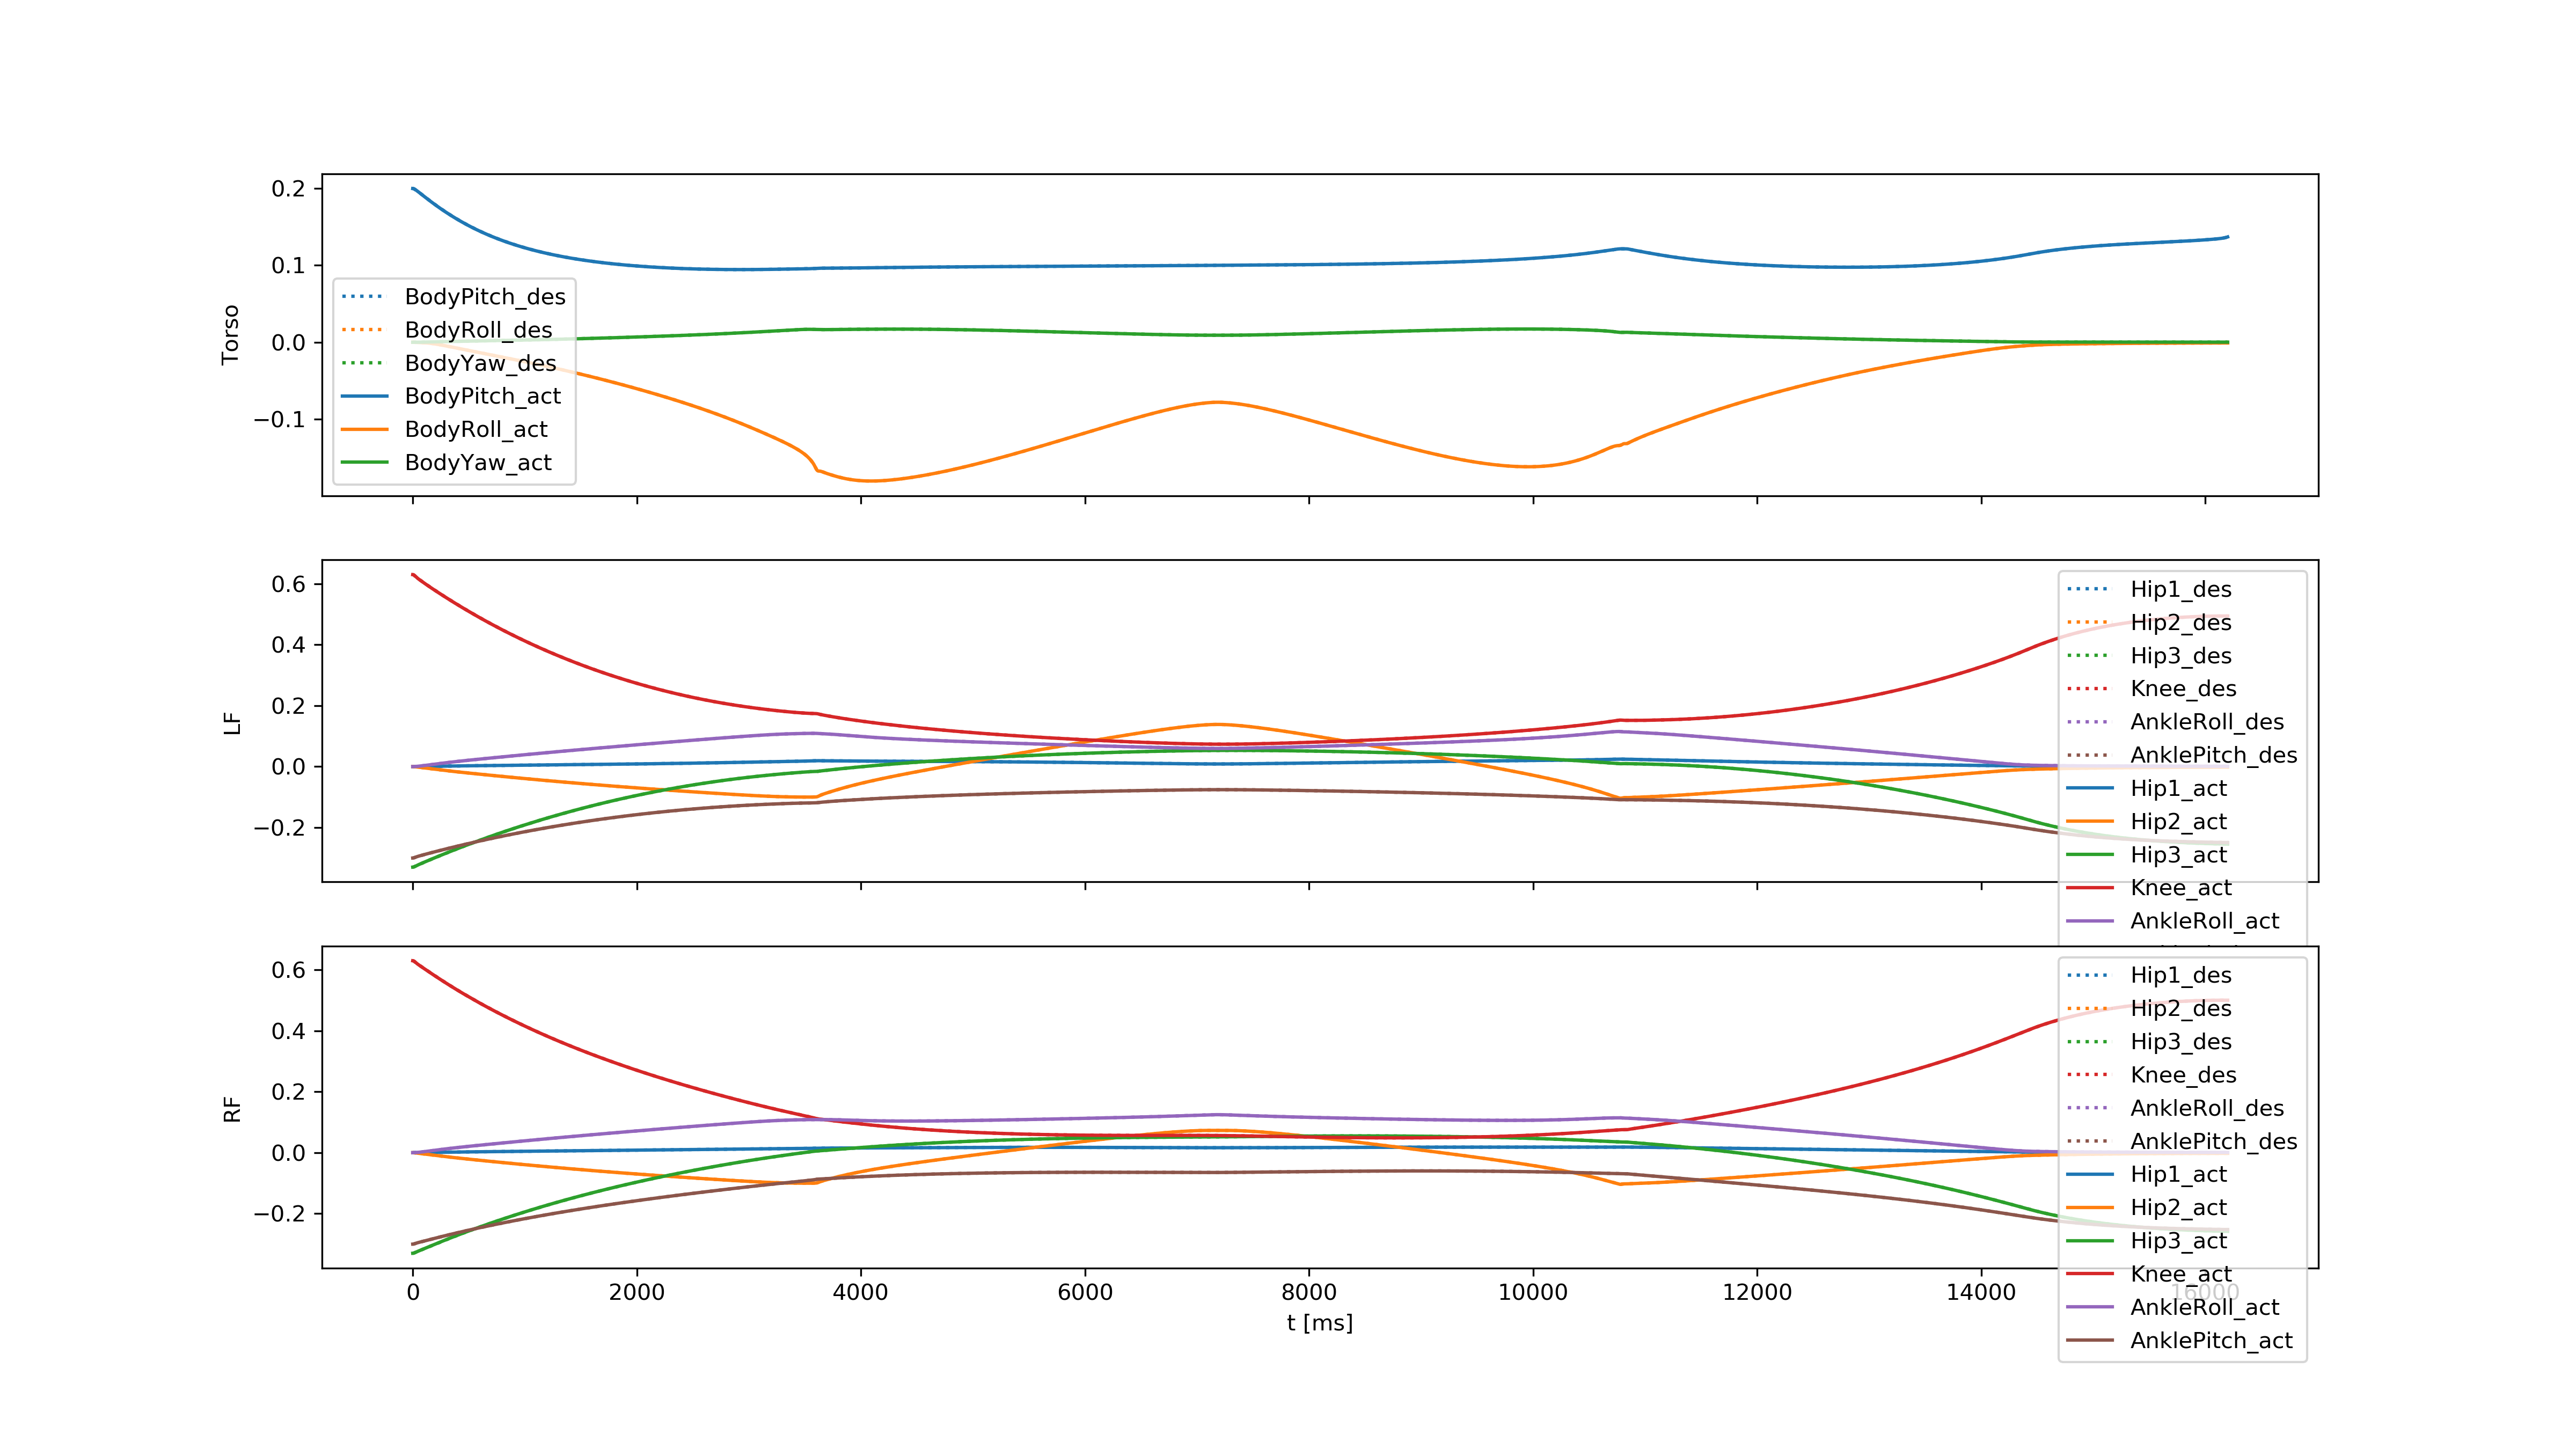 0.2
0.1
0.0
−0.1
Torso
BodyPitch_des
BodyRoll_des
BodyYaw_des
BodyPitch_act
BodyRoll_act
BodyYaw_act
0.6
0.4
0.2
0.0
−0.2
LF
Hip1_des
Hip2_des
Hip3_des
Knee_des
AnkleRoll_des
AnklePitch_des
Hip1_act
Hip2_act
Hip3_act
Knee_act
AnkleRoll_act
0.6
0.4
0.2
0.0
−0.2
RF
Hip1_des
Hip2_des
Hip3_des
Knee_des
AnkleRoll_des
AnklePitch_des
Hip1_act
Hip2_act
Hip3_act
Knee_act
AnkleRoll_act
AnklePitch_act
0 2000 4000 6000 8000 10000 12000 14000 16000
t [ms]